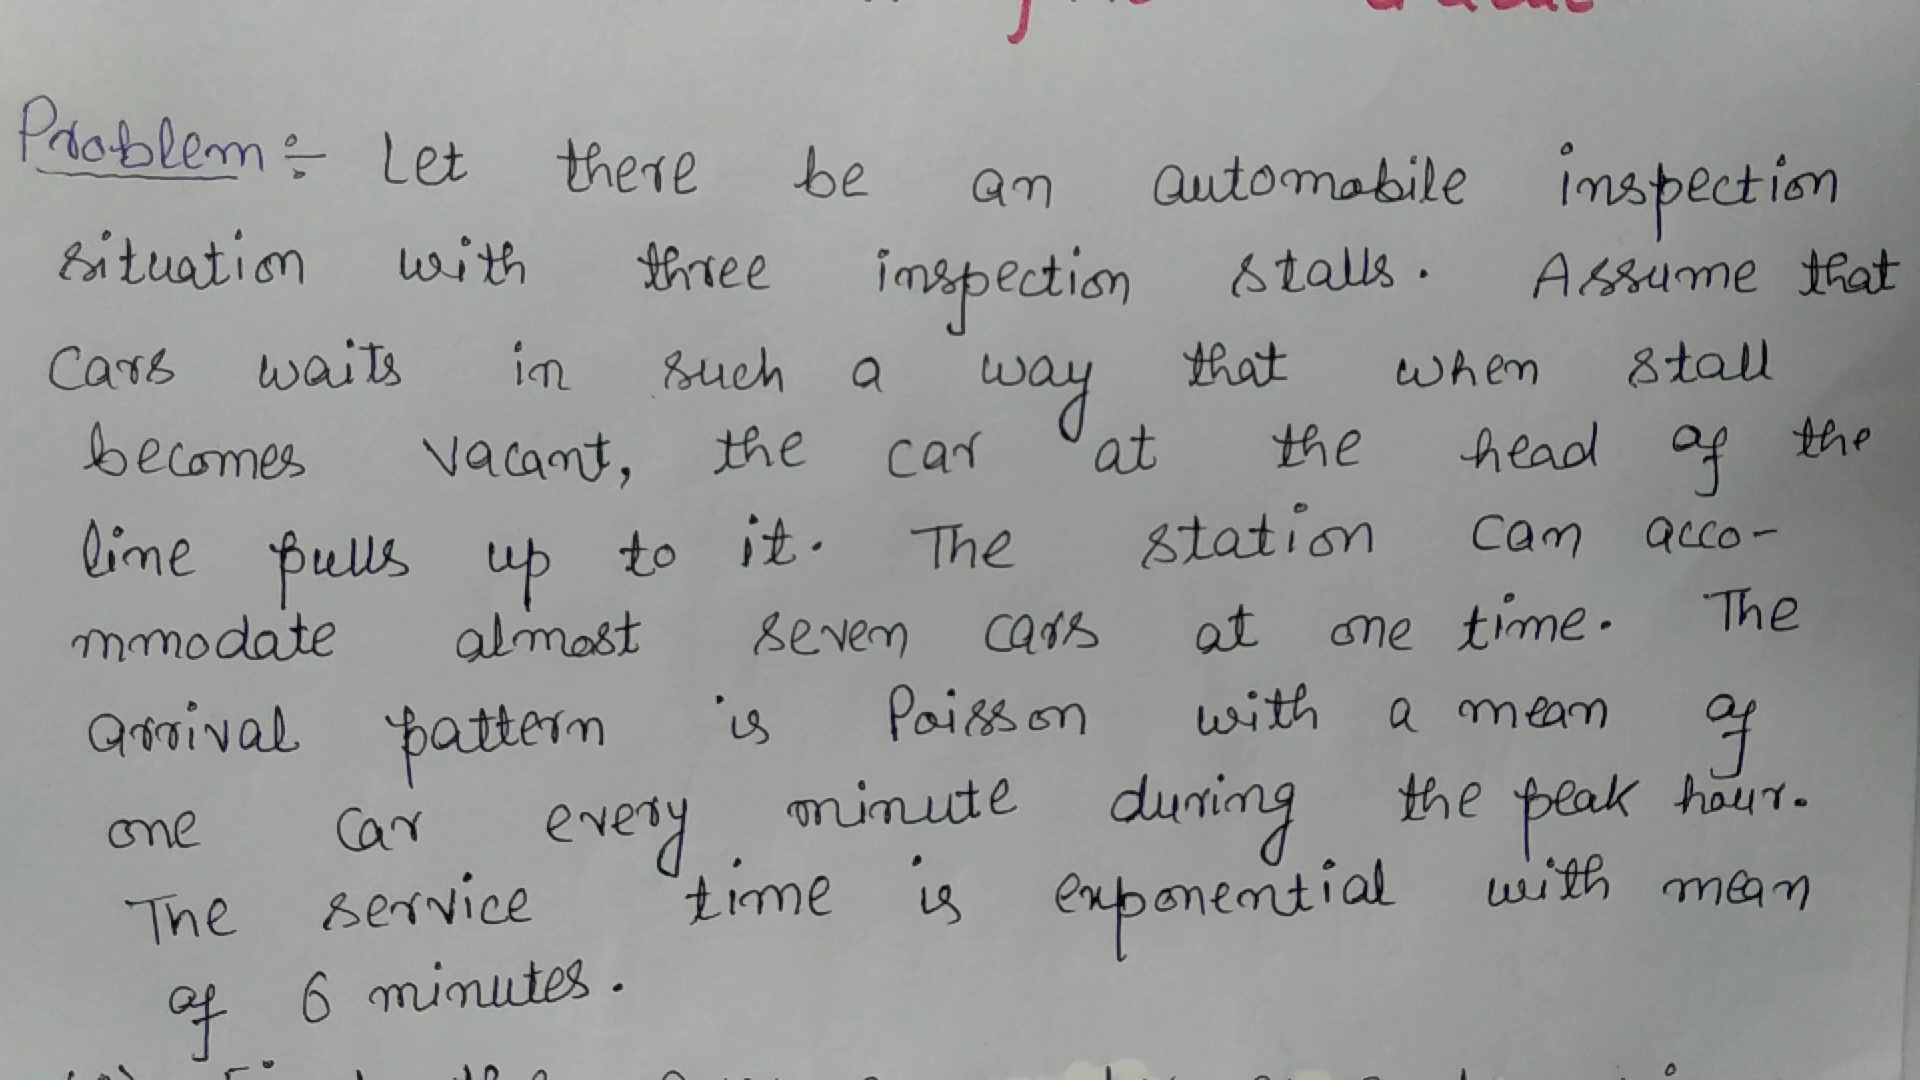 Problem:- Let there be an automobile inspection
situation with three inspection stalls. Assume that
cars waits in such a way that when stall
becomes vacant, the car at the head of the
line pulls up to it. The station can acco-
mmodate almost seven cars at one time. The
arrival pattern is Poisson with a mean of
one car every minute during the peak hour.
The service time is exponential with mean
of 6 minutes.